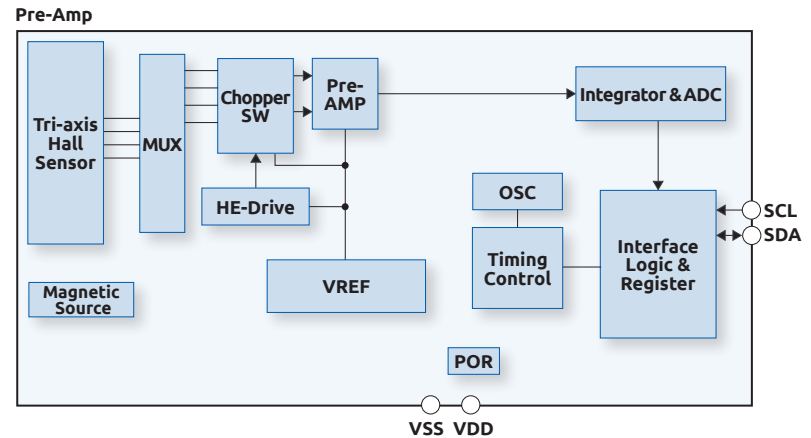 Pre-Amp
Tri-axis
Hall
Sensor
MUX
Chopper
SW
Pre-
AMP
Integrator & ADC
HE-Drive
VREF
OSC
Timing
Control
Interface
Logic &
Register
SCL
SDA
Magnetic
Source
POR
VSS VDD